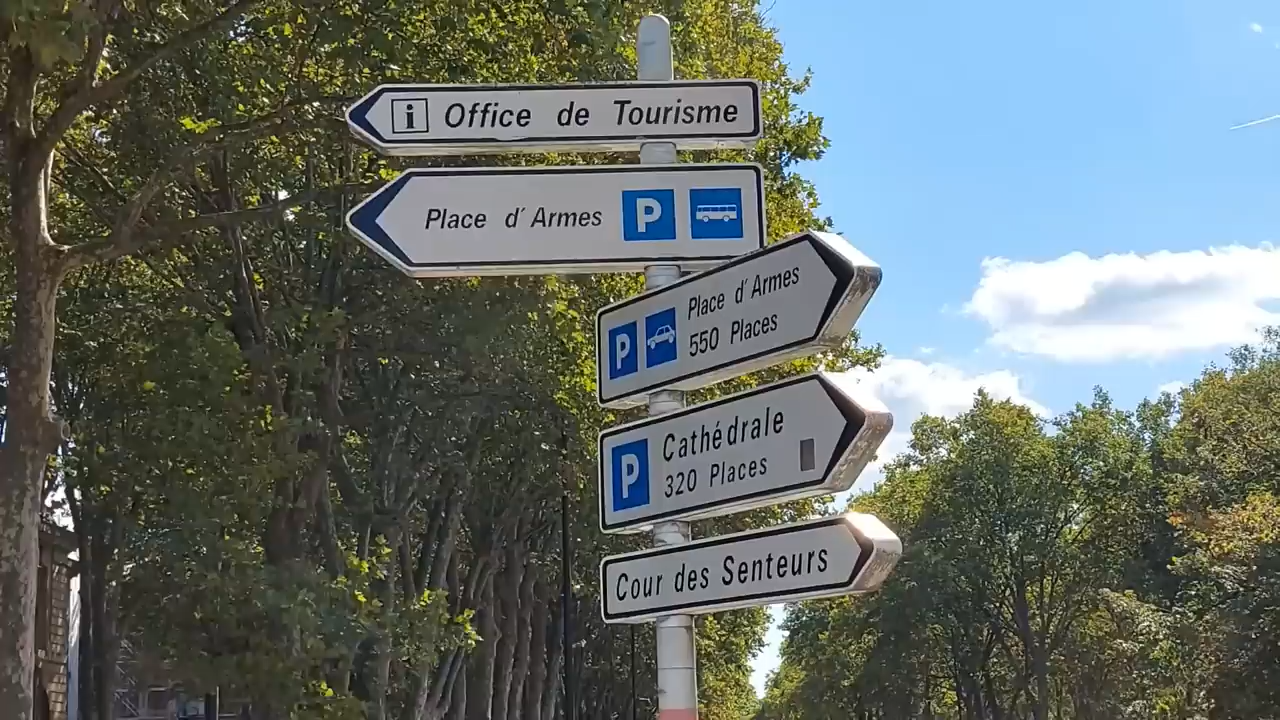 i Office de Tourisme
Place d'Armes P
P Place d'Armes
550 Places
P Cathédrale
320 Places
Cour des Senteurs